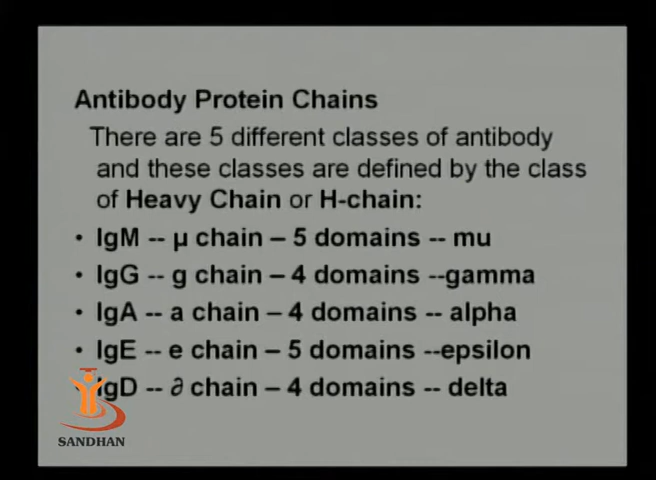 Antibody Protein Chains
There are 5 different classes of antibody
and these classes are defined by the class
of Heavy Chain or H-chain:
• IgM -- µ chain – 5 domains -- mu
• IgG -- g chain – 4 domains --gamma
• IgA -- a chain – 4 domains -- alpha
• IgE -- e chain – 5 domains --epsilon
IgD -- ∂ chain – 4 domains -- delta
SANDHAN